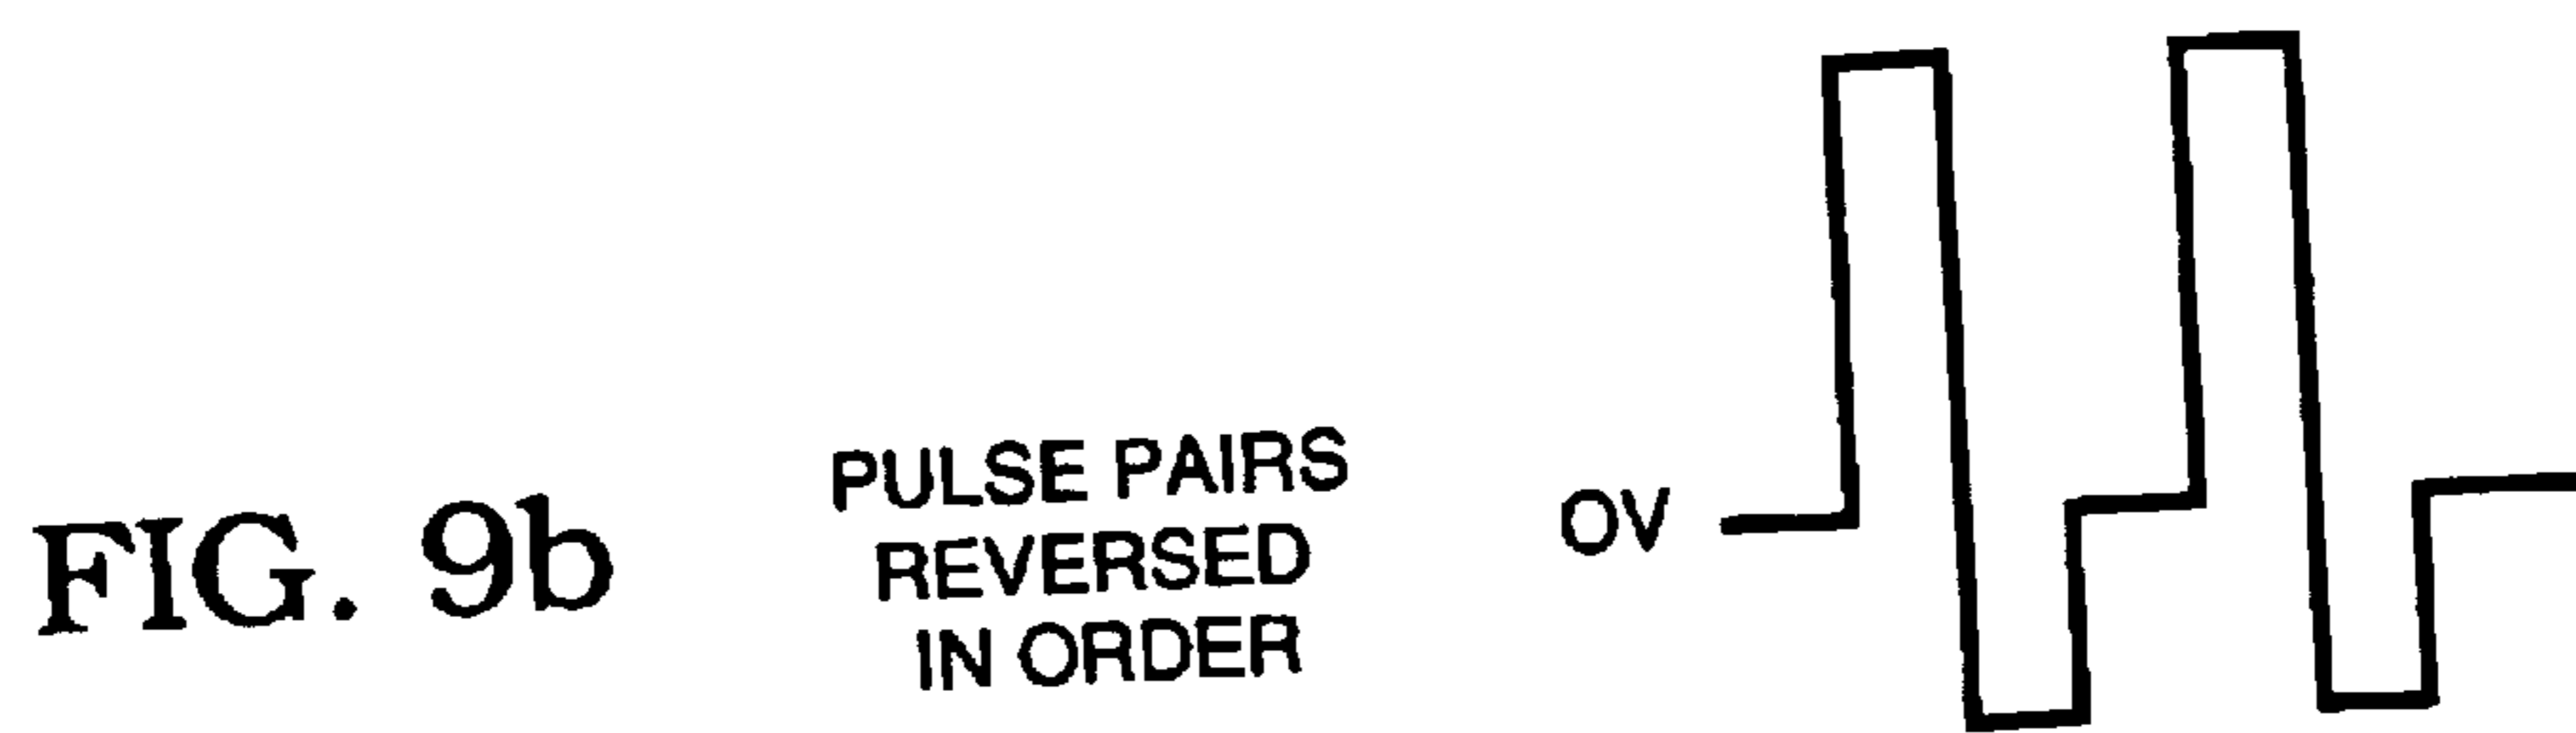 FIG. 9b
PULSE PAIRS
REVERSED
IN ORDER
OV